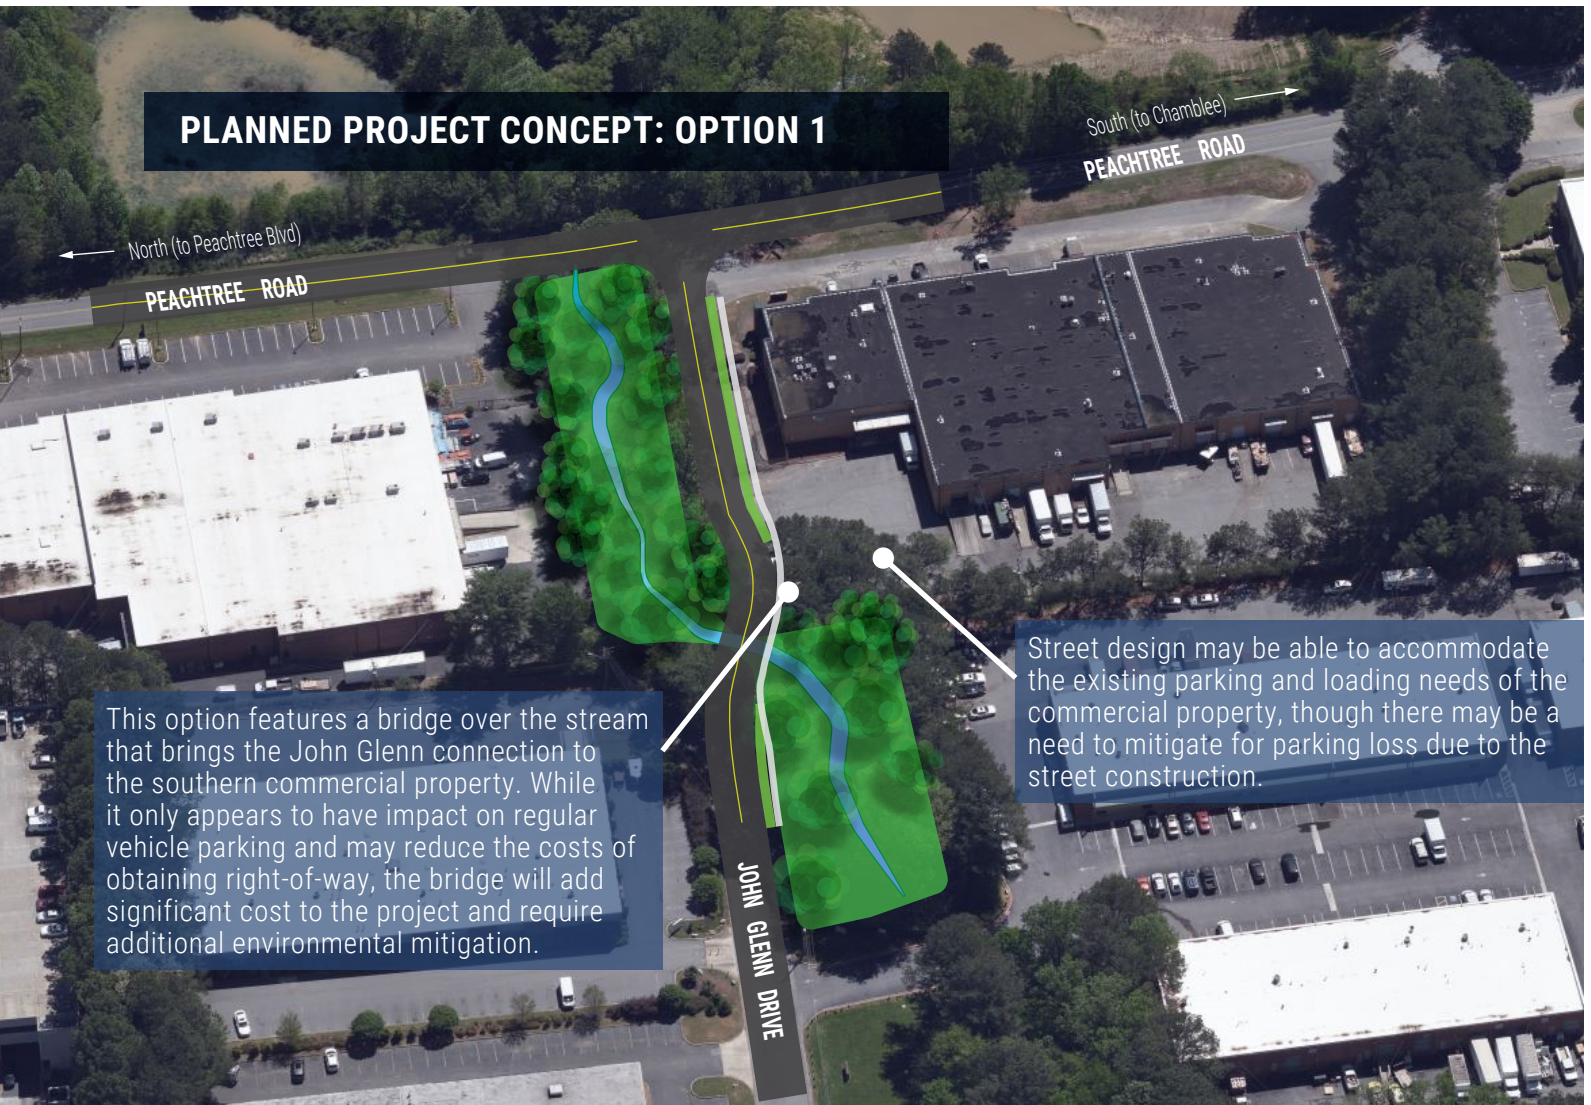 PLANNED PROJECT CONCEPT: OPTION 1
South (to Chamblee)
PEACHTREE ROAD
North (to Peachtree Blvd)
PEACHTREE ROAD
Street design may be able to accommodate
the existing parking and loading needs of the
commercial property, though there may be a
need to mitigate for parking loss due to the
street construction.
This option features a bridge over the stream
that brings the John Glenn connection to
the southern commercial property. While
it only appears to have impact on regular
vehicle parking and may reduce the costs of
obtaining right-of-way, the bridge will add
significant cost to the project and require
additional environmental mitigation.
JOHN GLENN DRIVE